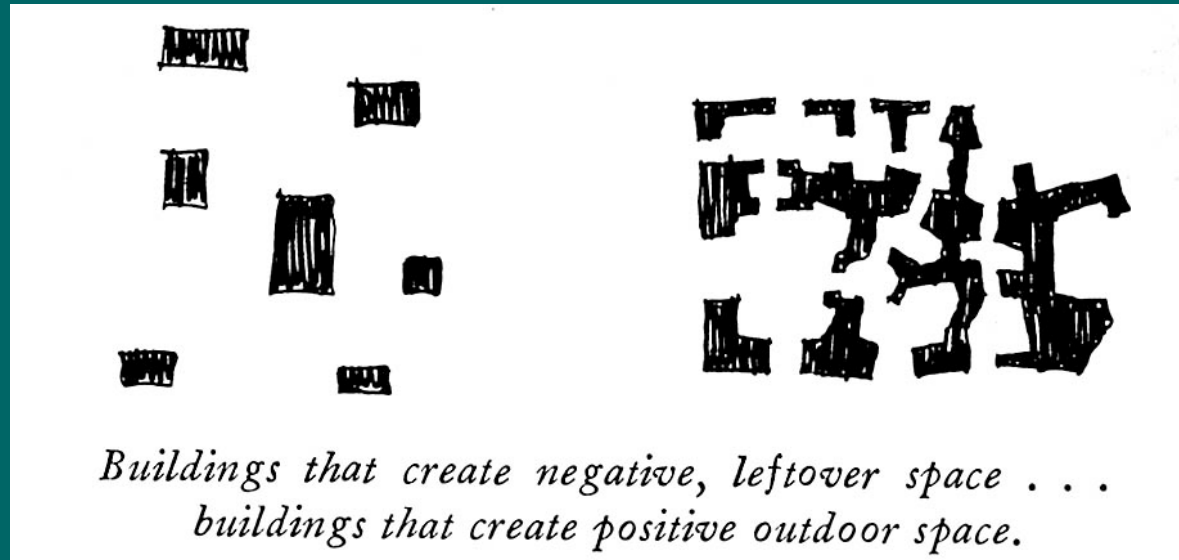 Buildings that create negative, leftover space . . .
buildings that create positive outdoor space.